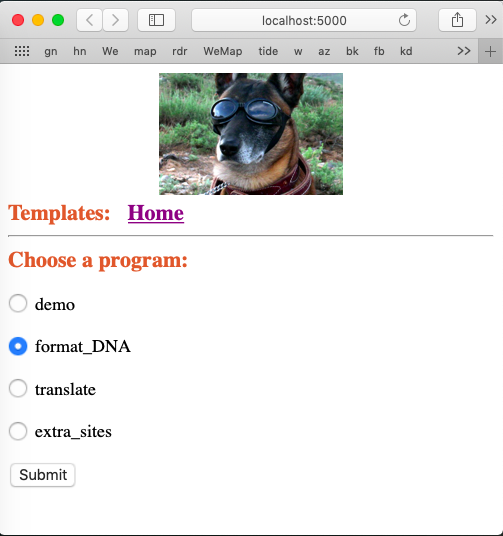 localhost:5000
gn hn We map rdr WeMap tide w az bk fb kd >> +
Templates: Home
Choose a program:
demo
format_DNA
translate
extra_sites
Submit